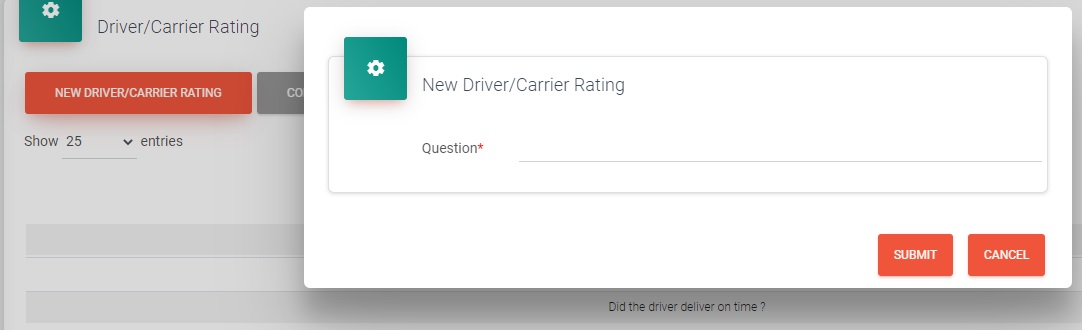 Driver/Carrier Rating
NEW DRIVER/CARRIER RATING
Show 25 entries
New Driver/Carrier Rating
Question*
SUBMIT CANCEL
Did the driver deliver on time ?